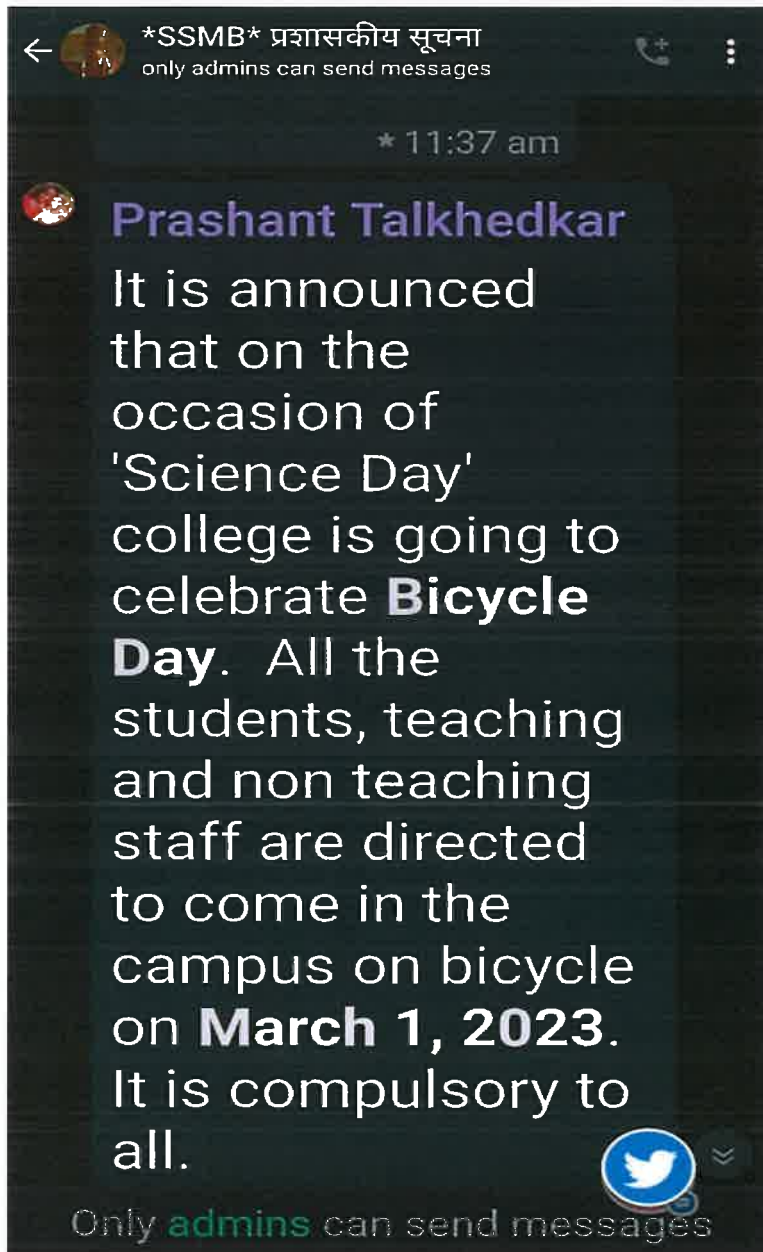 *SSMB* प्रशासकीय सूचना
only admins can send messages
* 11:37 am
Prashant Talkhedkar
It is announced
that on the
occasion of
'Science Day'
college is going to
celebrate Bicycle
Day.  All the
students, teaching
and non teaching
staff are directed
to come in the
campus on bicycle
on March 1, 2023.
It is compulsory to
all.
Only admins can send messages